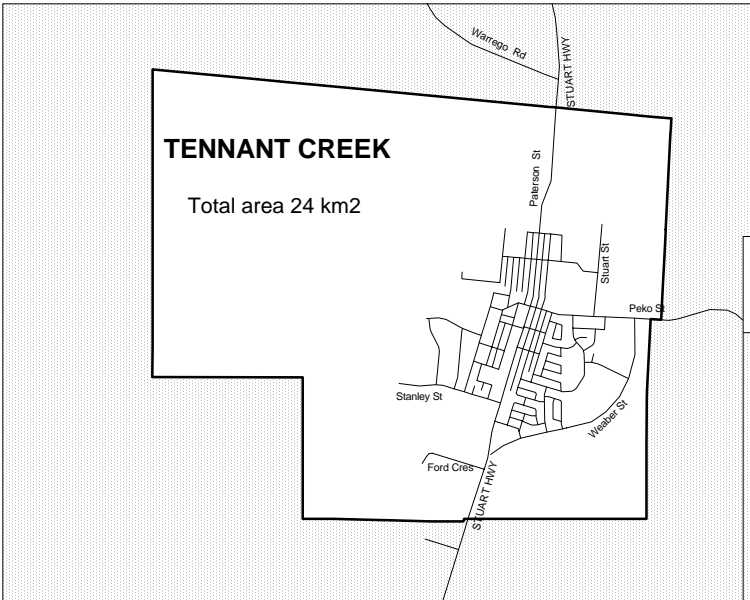 Warrego Rd
STUART HWY
TENNANT CREEK
Paterson St
Total area 24 km2
Stuart St
Peko St
Stanley St
Weaber St
Ford Cres
STUART HWY